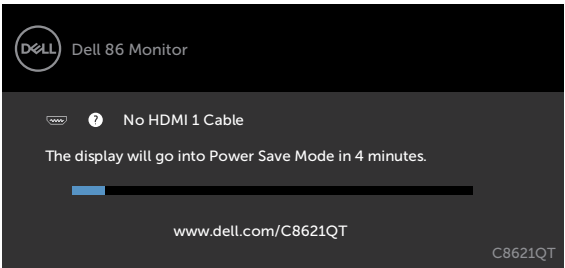 DELL
Dell 86 Monitor
? No HDMI 1 Cable
The display will go into Power Save Mode in 4 minutes.
www.dell.com/C8621QT
C8621QT